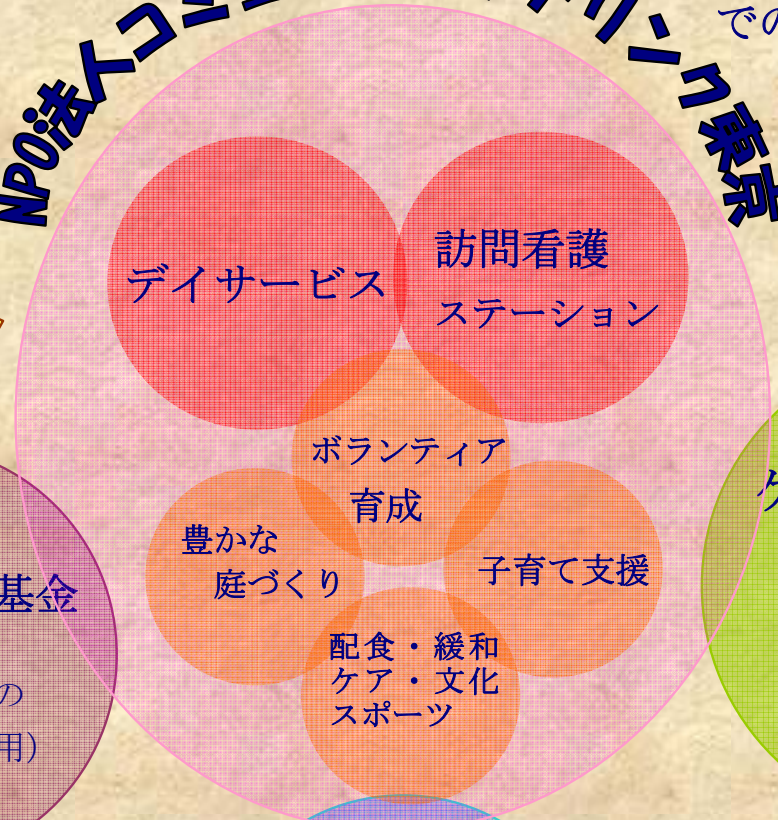 での
NPO法人コ
リング東京
デイサービス
訪問看護
ステーション
ボランティア
育成
豊かな
庭づくり
子育て支援
配食・緩和
ケア・文化
スポーツ
基金
の
用）